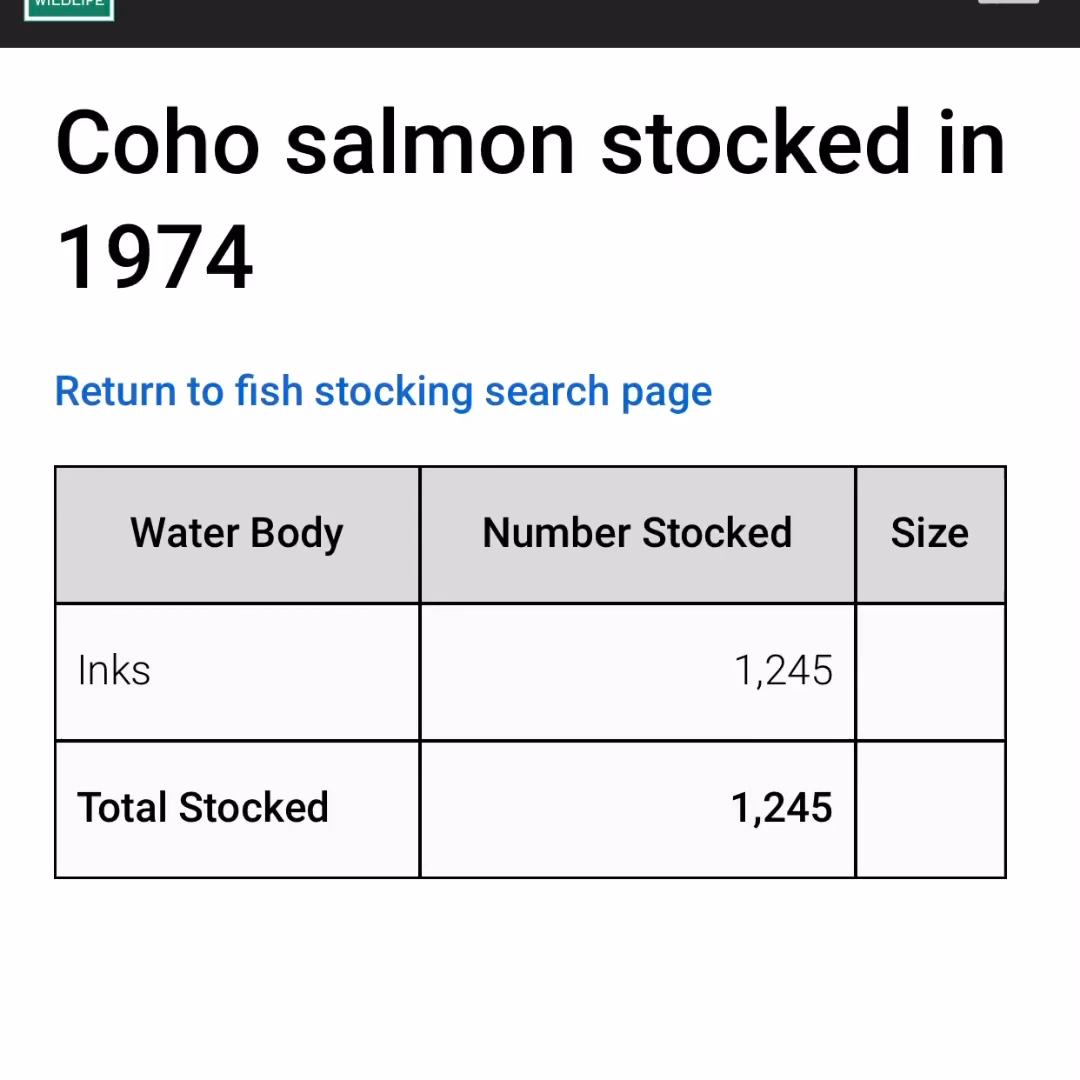 WILDLIFE
Coho salmon stocked in
1974
Return to fish stocking search page
Water Body Number Stocked Size
Inks 1,245
Total Stocked 1,245